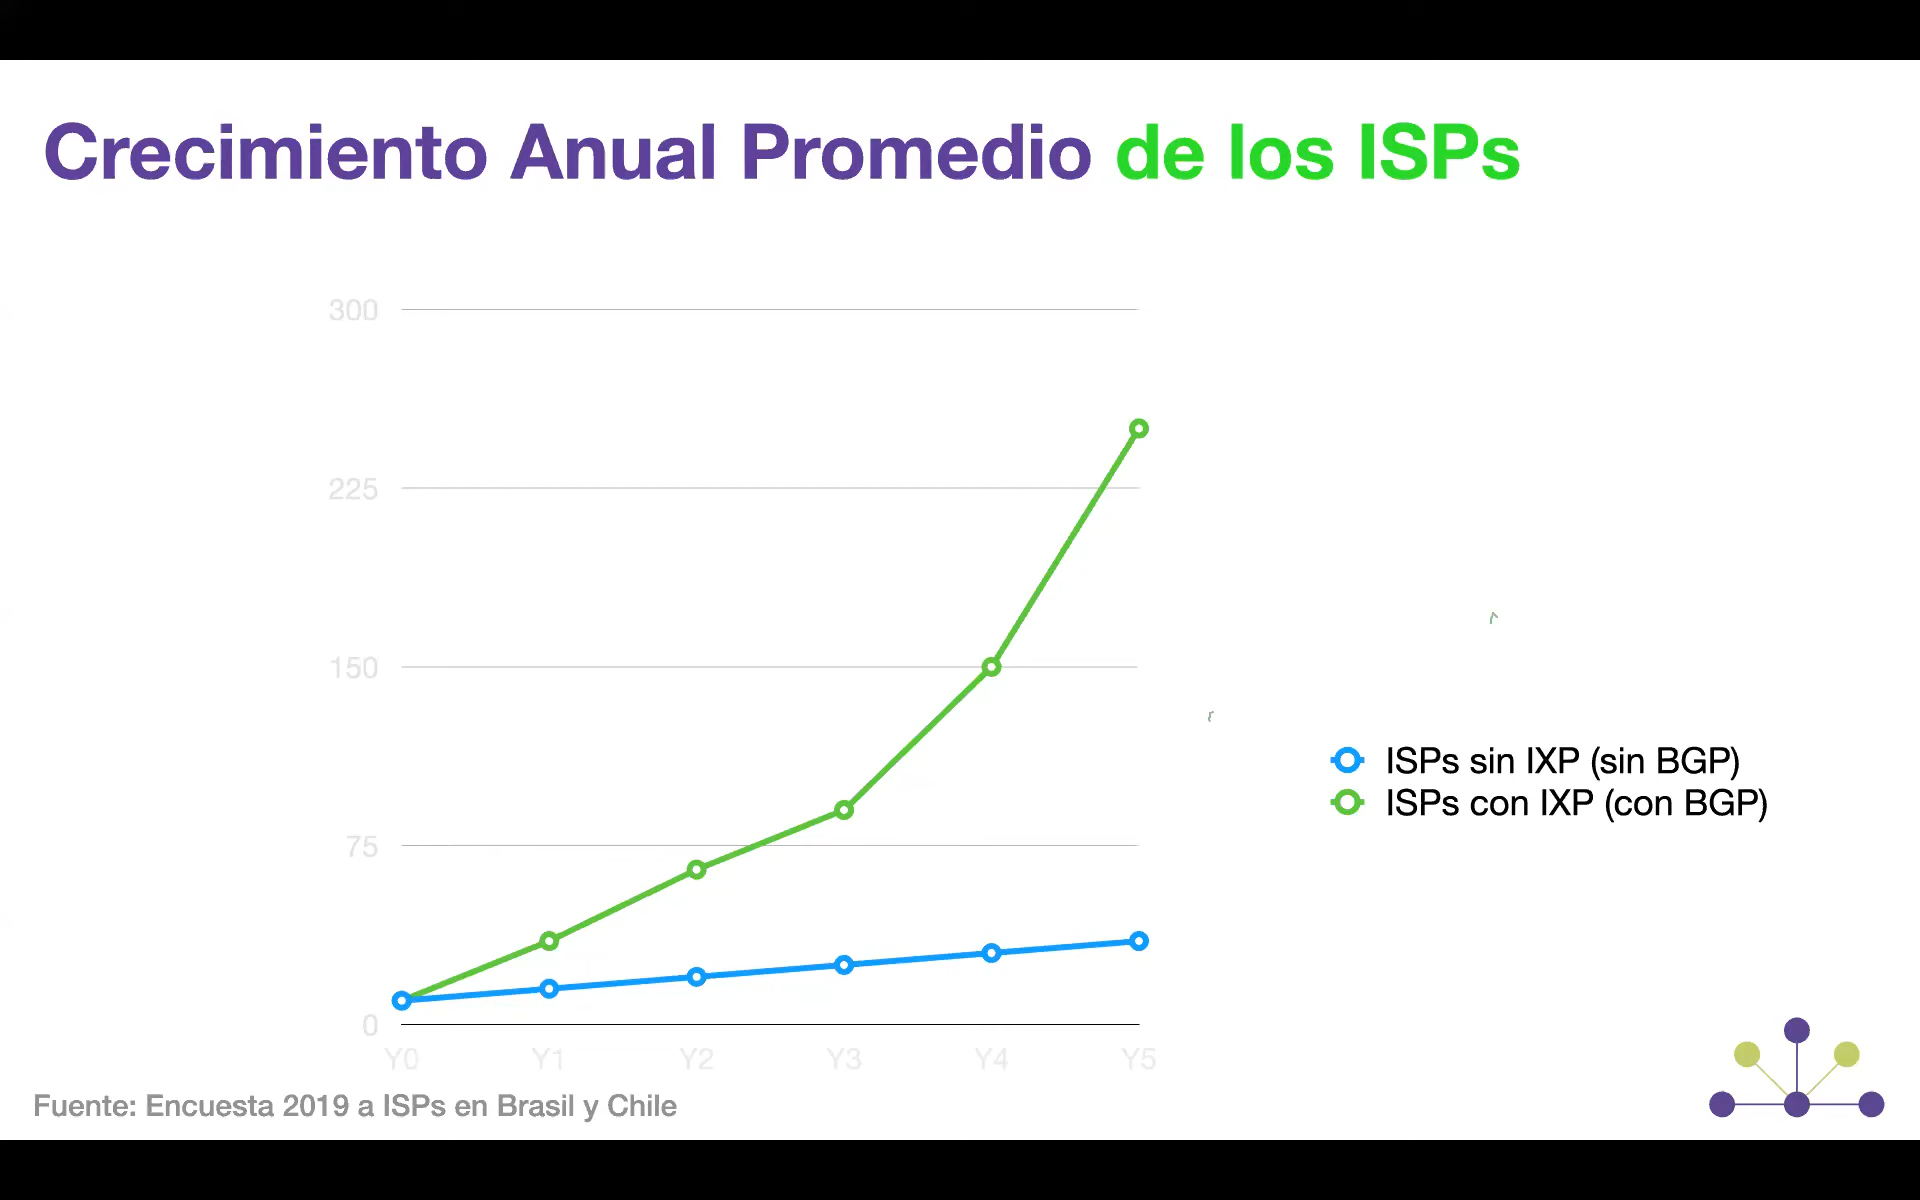 Crecimiento Anual Promedio de los ISPs
300
225
150
75
0
Y0 Y1 Y2 Y3 Y4 Y5
ISPs sin IXP (sin BGP)
ISPs con IXP (con BGP)
Fuente: Encuesta 2019 a ISPs en Brasil y Chile